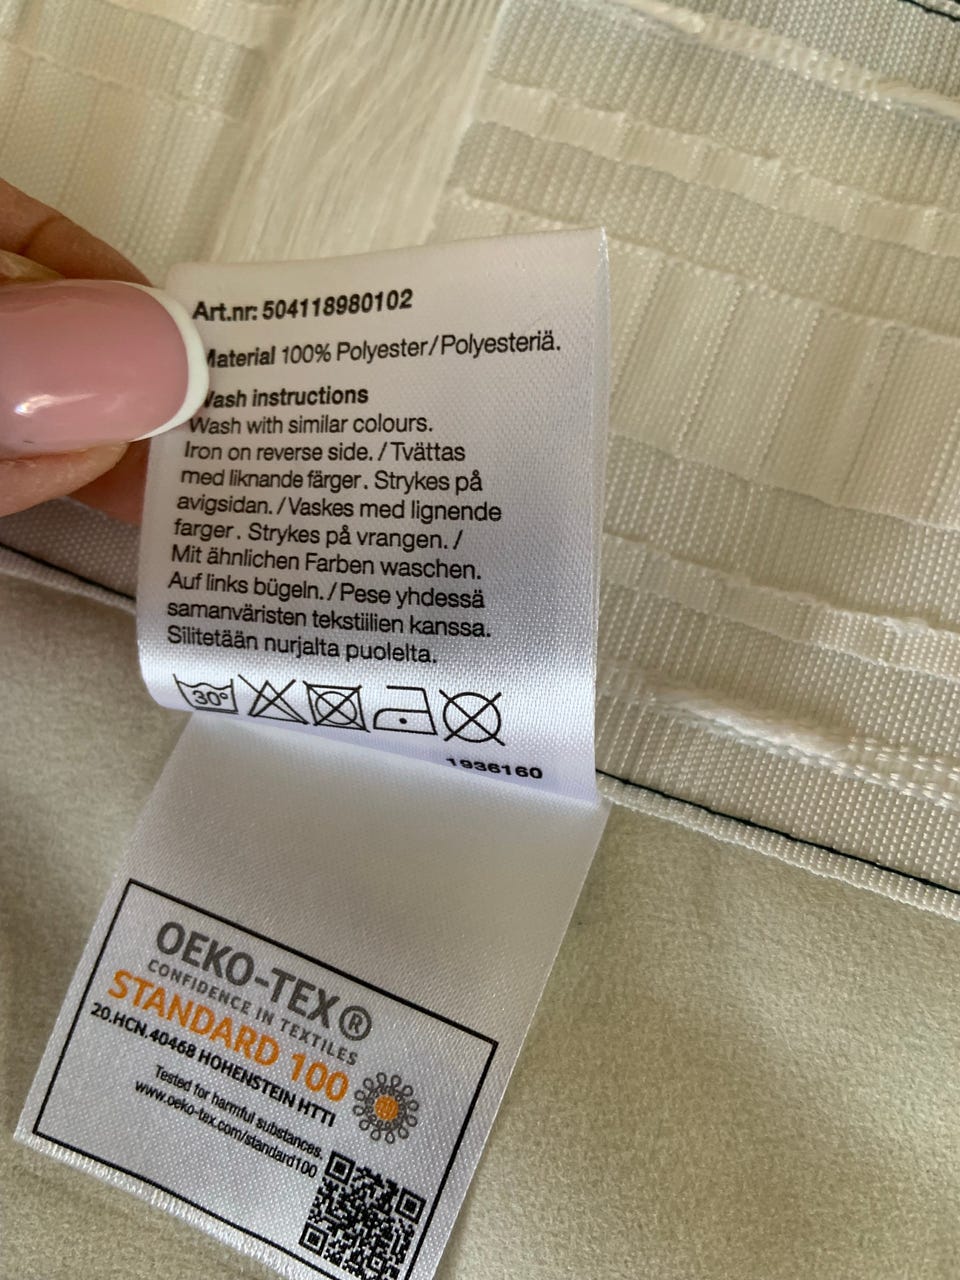 Art.nr: 504118980102
Material 100% Polyester/Polyesteriä.
Wash instructions
Wash with similar colours.
Iron on reverse side. / Tvättas
med liknande färger. Strykes på
avigsidan. / Vaskes med lignende
farger. Strykes på vrangen. /
Mit ähnlichen Farben waschen.
Auf links bügeln. / Pese yhdessä
samanväristen tekstiilien kanssa.
Silitetään nurjalta puolelta.
30°
1936160
OEKO-TEX®
CONFIDENCE IN TEXTILES
STANDARD 100
20.HCN.40468 HOHENSTEIN HTTI
Tested for harmful substances.
www.oeko-tex.com/standard100